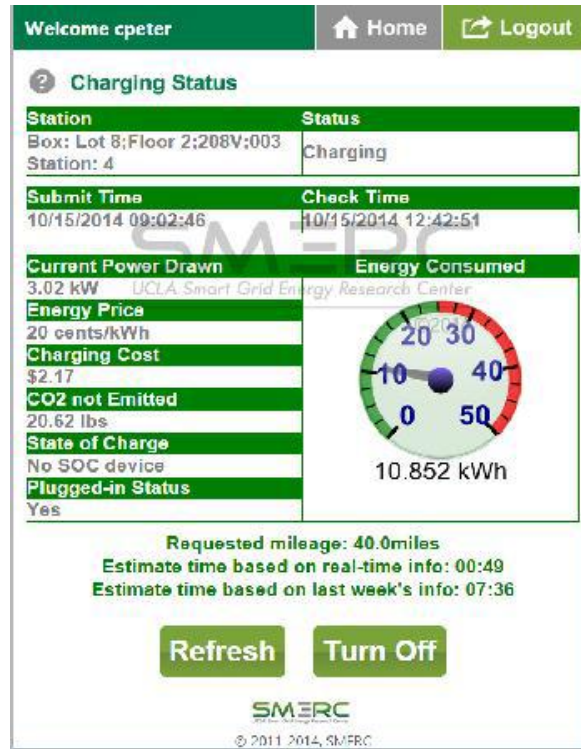 Welcome cpeter
Home
Logout
? Charging Status
Station
Status
Box: Lot 8;Floor 2;208V;003
Station: 4
Charging
Submit Time
Check Time
10/15/2014 09:02:46
10/15/2014 12:42:51
SMERC
UCLA Smart Grid Energy Research Center
Current Power Drawn
Energy Consumed
3.02 kW
Energy Price
20 cents/kWh
Charging Cost
$2.17
CO2 not Emitted
20.62 lbs
State of Charge
No SOC device
Plugged-in Status
Yes
0 10 20 30 40 50
10.852 kWh
Requested mileage: 40.0miles
Estimate time based on real-time info: 00:49
Estimate time based on last week's info: 07:36
Refresh
Turn Off
SMERC
© 2011-2014, SMERC